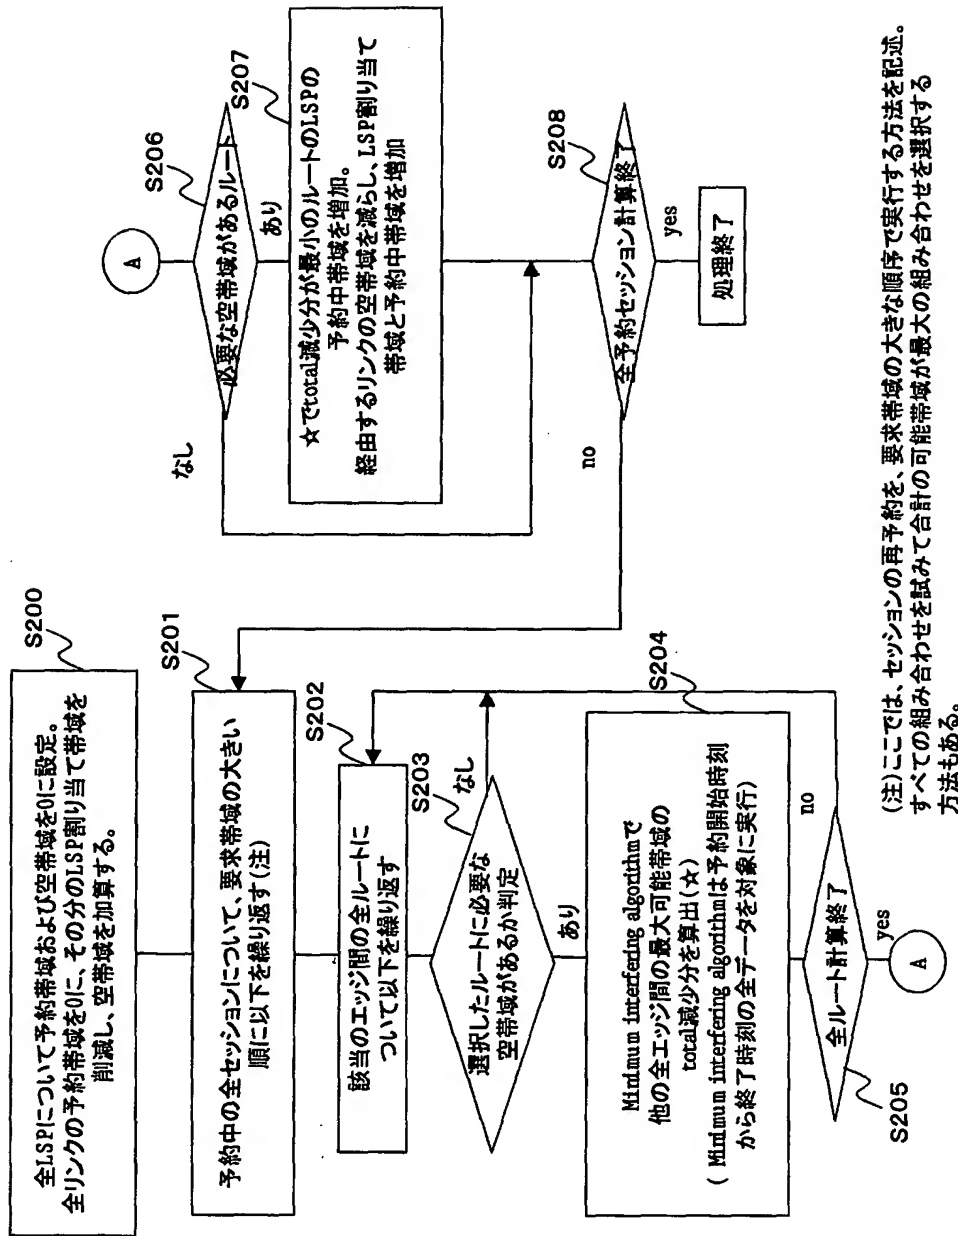 S200
全LSPについて予約帯域および空帯域を0に設定。
全リンクの予約帯域を0に、その分のLSP割り当て帯域を
削減し、空帯域を加算する。
S201
予約中の全セッションについて、要求帯域の大きい
順に以下を繰り返す(注)
S202
該当のエッジ間の全ルートに
ついて以下を繰り返す
S203
選択したルートに必要な
空帯域があるか判定
なし
あり
S204
Minimum interfering algorithmで
他の全エッジ間の最大可能帯域の
total減少分を算出(☆)
( Minimum interfering algorithmは予約開始時刻
から終了時刻の全データを対象に実行)
S205
全ルート計算終了
no
yes
A
A
S206
必要な空帯域があるルート
なし
あり
S207
☆でtotal減少分が最小のルートのLSPの
予約中帯域を増加。
経由するリンクの空帯域を減らし、LSP割り当て
帯域と予約中帯域を増加
S208
全予約セッション計算終了
no
yes
処理終了
(注)ここでは、セッションの再予約を、要求帯域の大きな順序で実行する方法を記述。
すべての組み合わせを試みて合計の可能帯域が最大の組み合わせを選択する
方法もある。